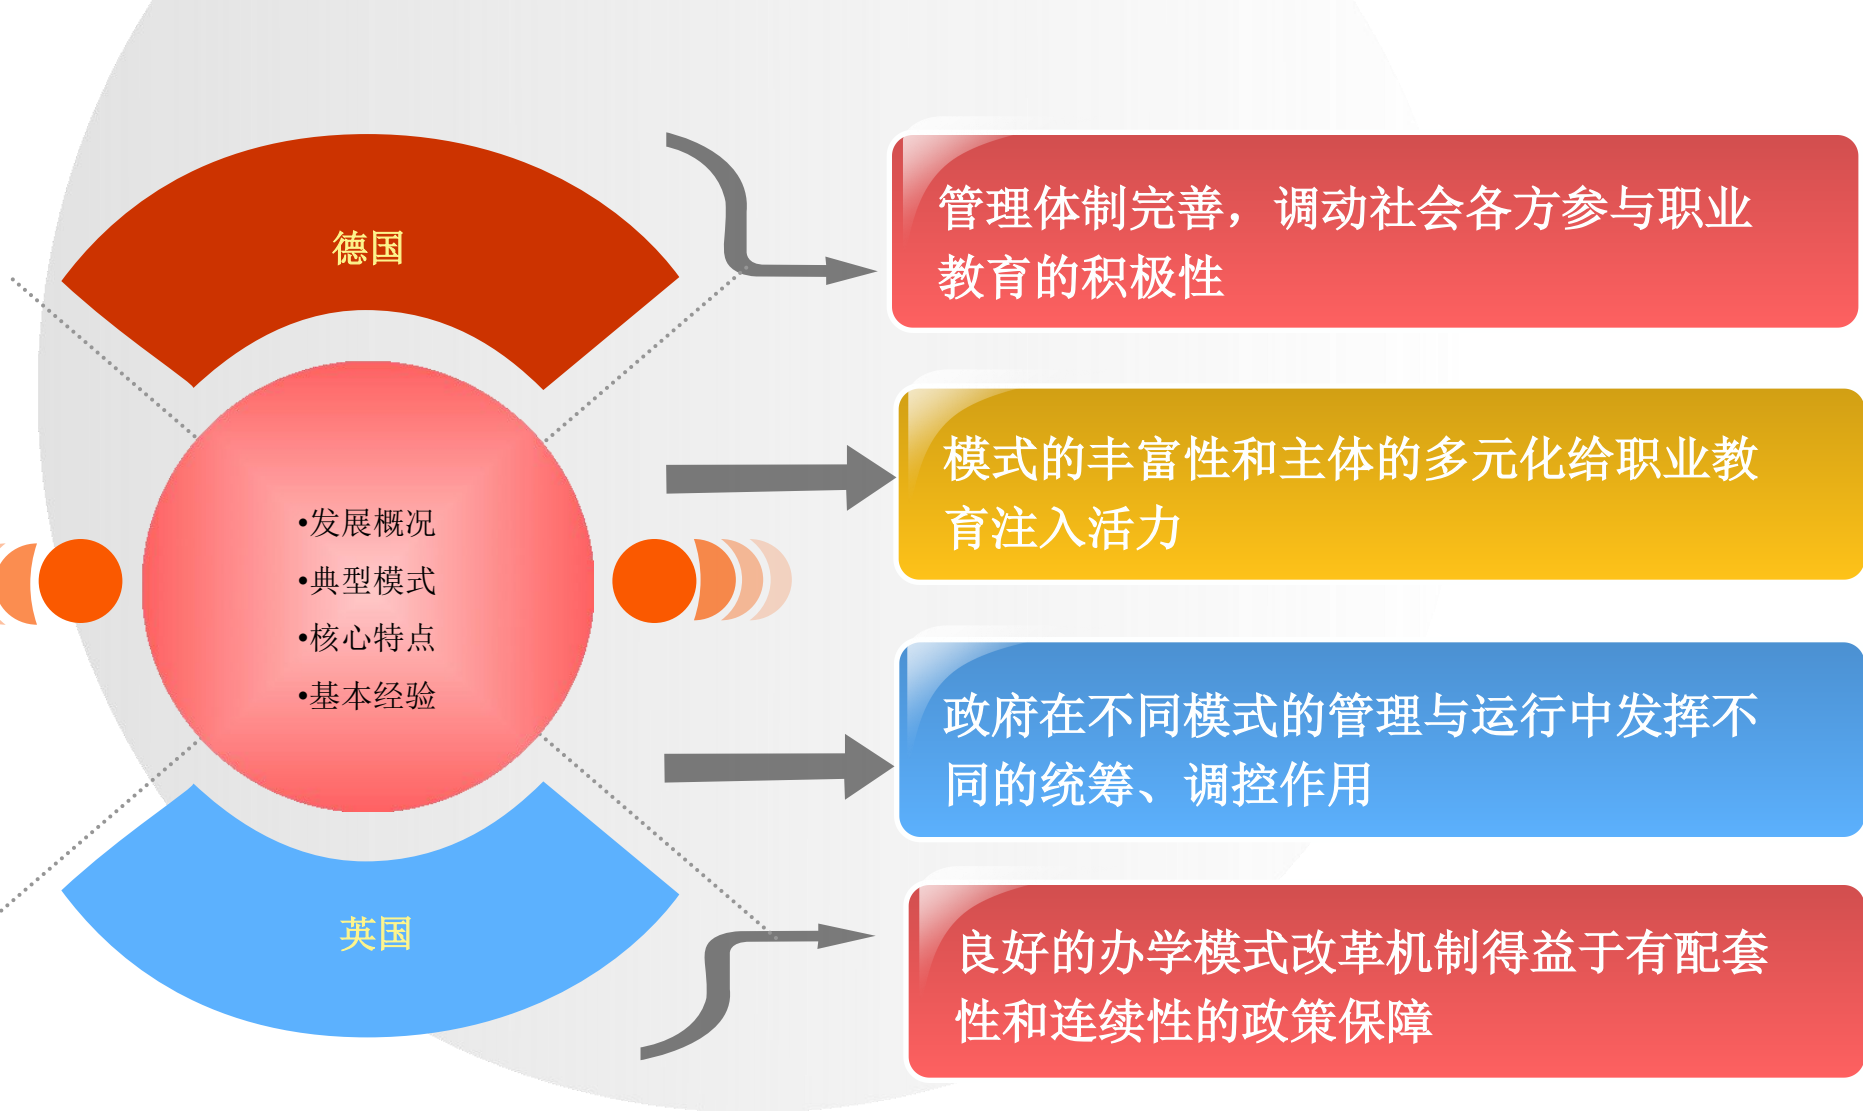 德国
•发展概况
•典型模式
•核心特点
•基本经验
英国
管理体制完善，调动社会各方参与职业
教育的积极性
模式的丰富性和主体的多元化给职业教
育注入活力
政府在不同模式的管理与运行中发挥不
同的统筹、调控作用
良好的办学模式改革机制得益于有配套
性和连续性的政策保障